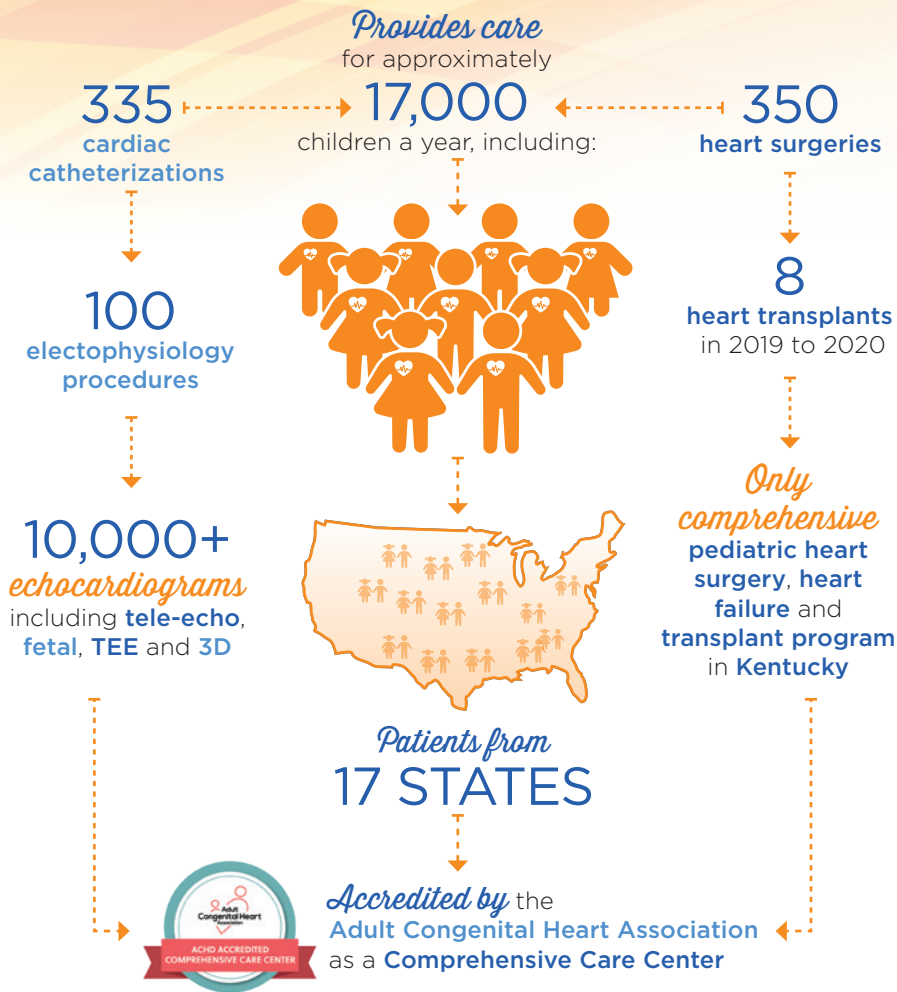 Provides care
for approximately
17,000
children a year, including:
335
cardiac
catheterizations
100
electophysiology
procedures
10,000+
echocardiograms
including tele-echo,
fetal, TEE and 3D
350
heart surgeries
8
heart transplants
in 2019 to 2020
Only
comprehensive
pediatric heart
surgery, heart
failure and
transplant program
in Kentucky
Patients from
17 STATES
Adult
Congenital Heart
Association
ACHD ACCREDITED
COMPREHENSIVE CARE CENTER
Accredited by the
Adult Congenital Heart Association
as a Comprehensive Care Center